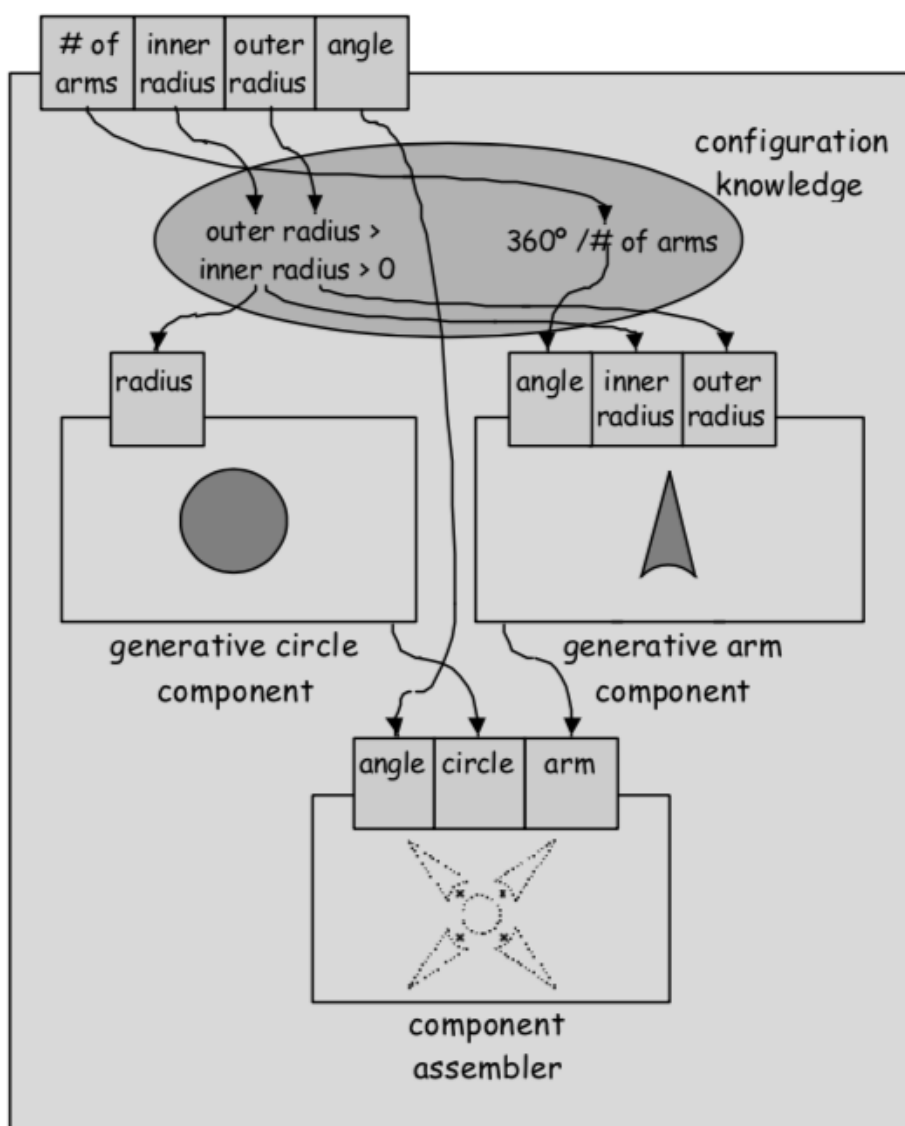 # of arms
inner radius
outer radius
angle
configuration
knowledge
outer radius >
inner radius > 0
360º /# of arms
radius
angle
inner radius
outer radius
generative circle
component
generative arm
component
angle
circle
arm
component
assembler